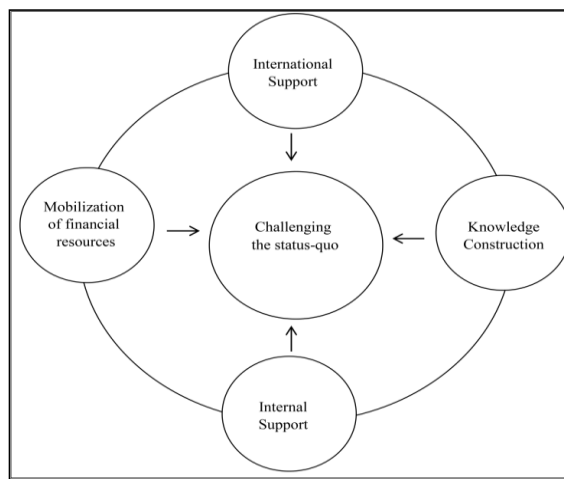 International
Support
Mobilization
of financial
resources
Challenging
the status-quo
Knowledge
Construction
Internal
Support